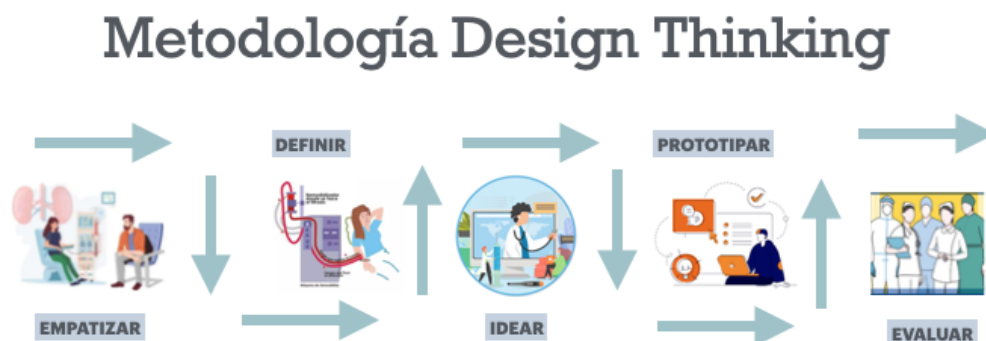 Metodología Design Thinking
DEFINIR
PROTOTIPAR
EMPATIZAR
IDEAR
EVALUAR